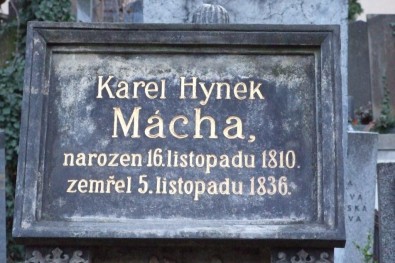 Karel Hynek
Mácha,
narozen 16. listopadu 1810.
zemřel 5. listopadu 1836.